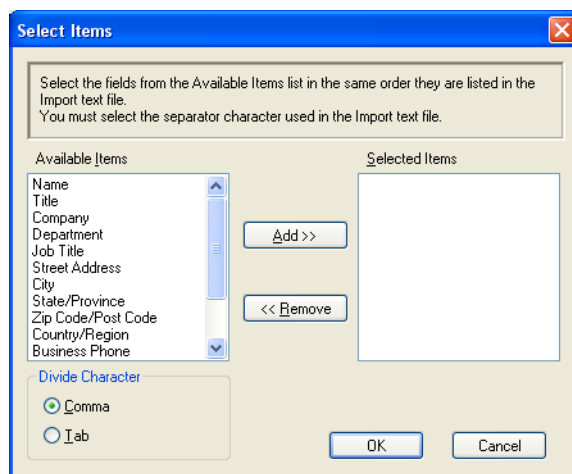 Select Items
Select the fields from the Available Items list in the same order they are listed in the
Import text file.
You must select the separator character used in the Import text file.
Available Items
Selected Items
Name
Title
Company
Department
Job Title
Street Address
City
State/Province
Zip Code/Post Code
Country/Region
Business Phone
Add >>
<< Remove
Divide Character
Comma
Tab
OK
Cancel